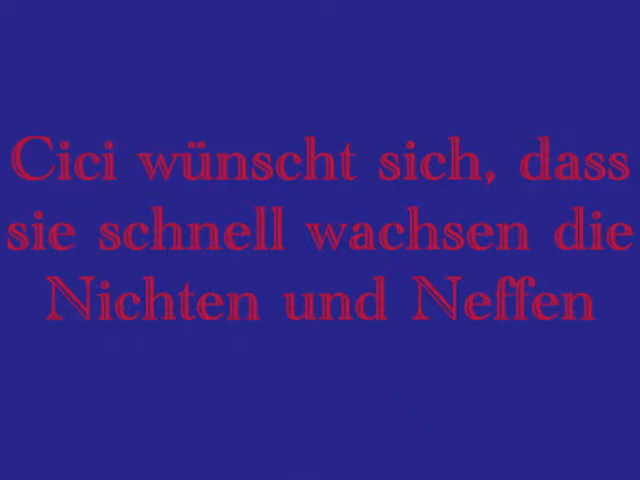 Cici wünscht sich, dass
sie schnell wachsen die
Nichten und Neffen